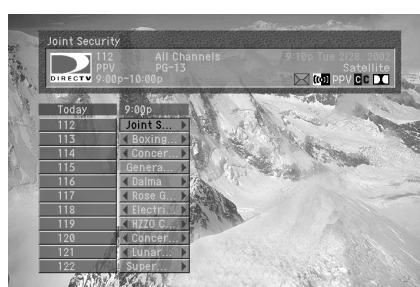 Joint Security
112 All Channels 9:10p Tue 2/28, 2002
PPV PG-13 Satellite
DIRECTV 9:00p-10:00p PPV CC
Today 9:00p
112 Joint S...
113 Boxing...
114 Concer...
115 Genera...
116 Dalma
117 Rose G...
118 Electri...
119 HZZO C...
120 Concer...
121 Lunar...
122 Super...